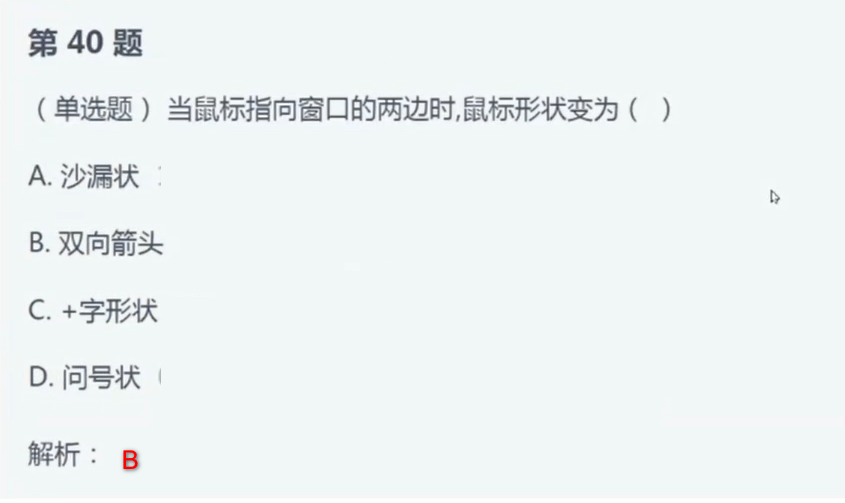 第 40 题
（单选题）当鼠标指向窗口的两边时,鼠标形状变为（ ）
A. 沙漏状
B. 双向箭头
C. +字形状
D. 问号状
解析： B